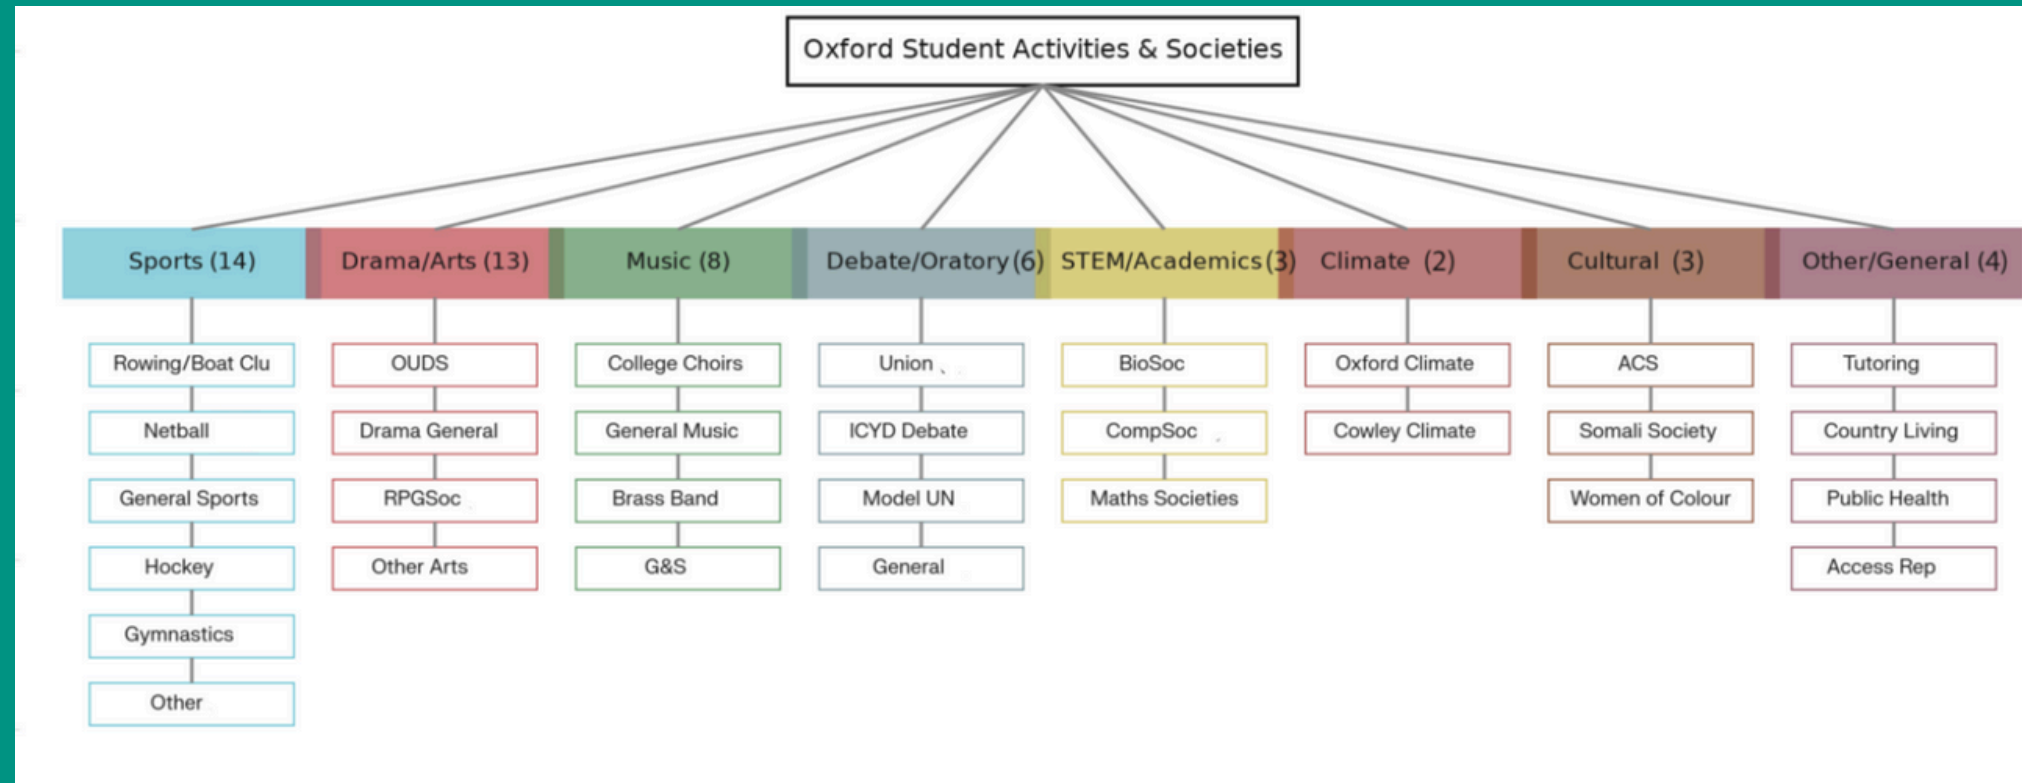 Oxford Student Activities & Societies
Sports (14)
Drama/Arts (13)
Music (8)
Debate/Oratory (6)
STEM/Academics (3)
Climate (2)
Cultural (3)
Other/General (4)
Rowing/Boat Clu
Netball
General Sports
Hockey
Gymnastics
Other
OUDS
Drama General
RPGSoc
Other Arts
College Choirs
General Music
Brass Band
G&S
Union
ICYD Debate
Model UN
General
BioSoc
CompSoc
Maths Societies
Oxford Climate
Cowley Climate
ACS
Somali Society
Women of Colour
Tutoring
Country Living
Public Health
Access Rep